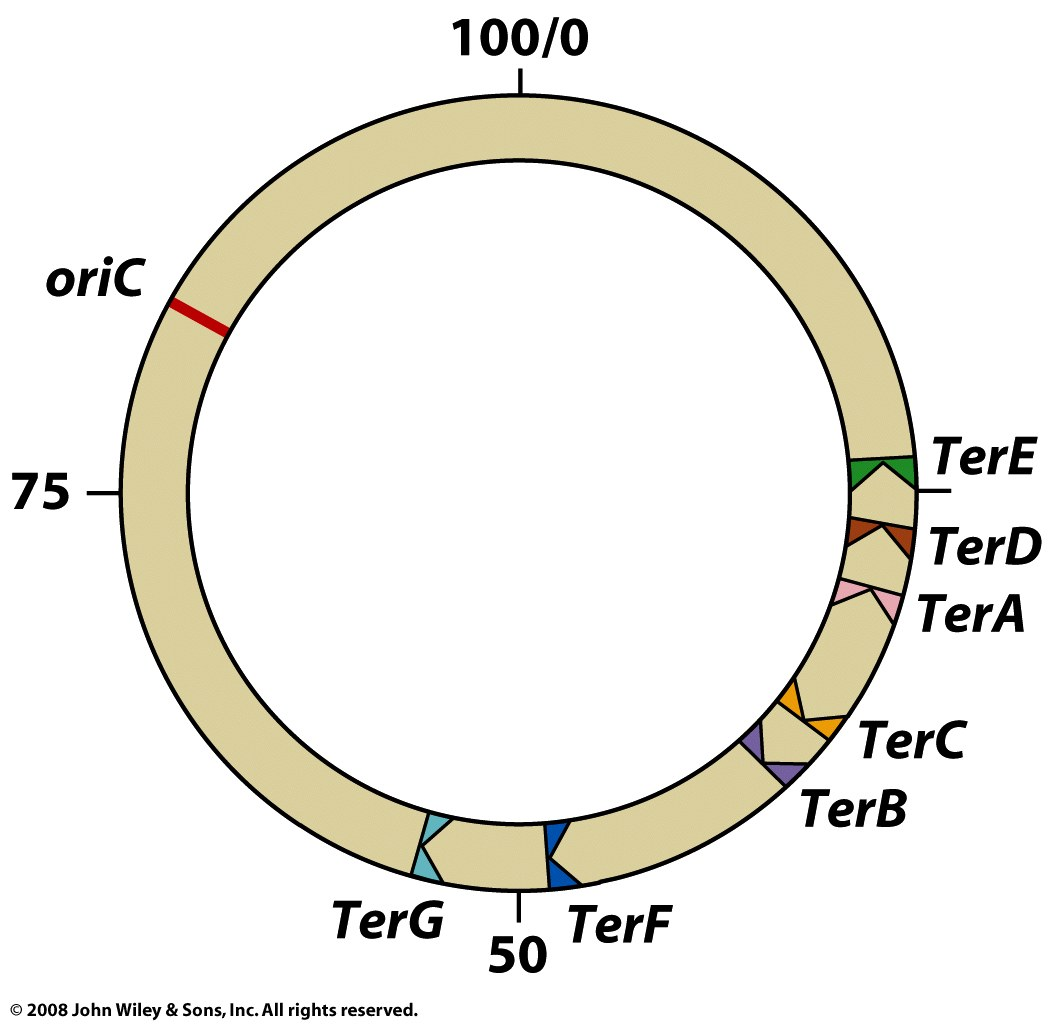 100/0
oriC
TerE
75
TerD
TerA
TerC
TerB
TerG
TerF
50
© 2008 John Wiley & Sons, Inc. All rights reserved.